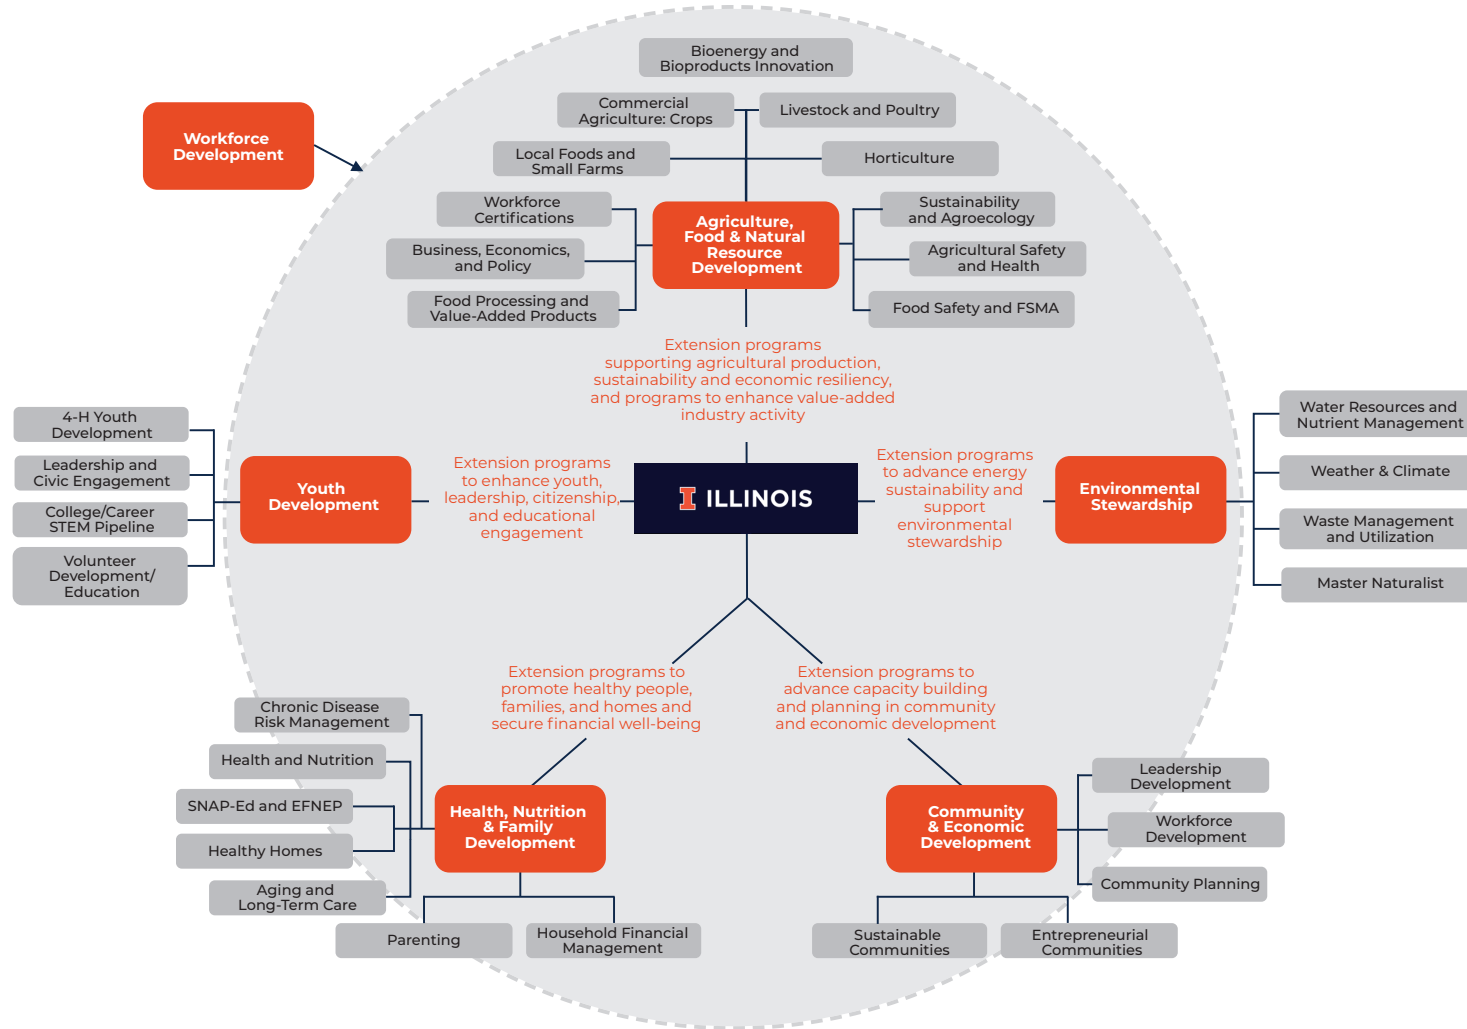 Bioenergy and
Bioproducts Innovation
Commercial
Agriculture: Crops
Livestock and Poultry
Local Foods and
Small Farms
Horticulture
Workforce
Development
Workforce
Certifications
Business, Economics,
and Policy
Food Processing and
Value-Added Products
Agriculture,
Food & Natural
Resource
Development
Sustainability
and Agroecology
Agricultural Safety
and Health
Food Safety and FSMA
Extension programs
supporting agricultural production,
sustainability and economic resiliency,
and programs to enhance value-added
industry activity
4-H Youth
Development
Leadership and
Civic Engagement
College/Career
STEM Pipeline
Volunteer
Development/
Education
Youth
Development
Extension programs
to enhance youth,
leadership, citizenship,
and educational
engagement
I ILLINOIS
Extension programs
to advance energy
sustainability and
support
environmental
stewardship
Environmental
Stewardship
Water Resources and
Nutrient Management
Weather & Climate
Waste Management
and Utilization
Master Naturalist
Extension programs to
promote healthy people,
families, and homes and
secure financial well-being
Extension programs to
advance capacity building
and planning in community
and economic development
Chronic Disease
Risk Management
Health and Nutrition
SNAP-Ed and EFNEP
Healthy Homes
Aging and
Long-Term Care
Health, Nutrition
& Family
Development
Parenting
Household Financial
Management
Community
& Economic
Development
Leadership
Development
Workforce
Development
Community Planning
Sustainable
Communities
Entrepreneurial
Communities